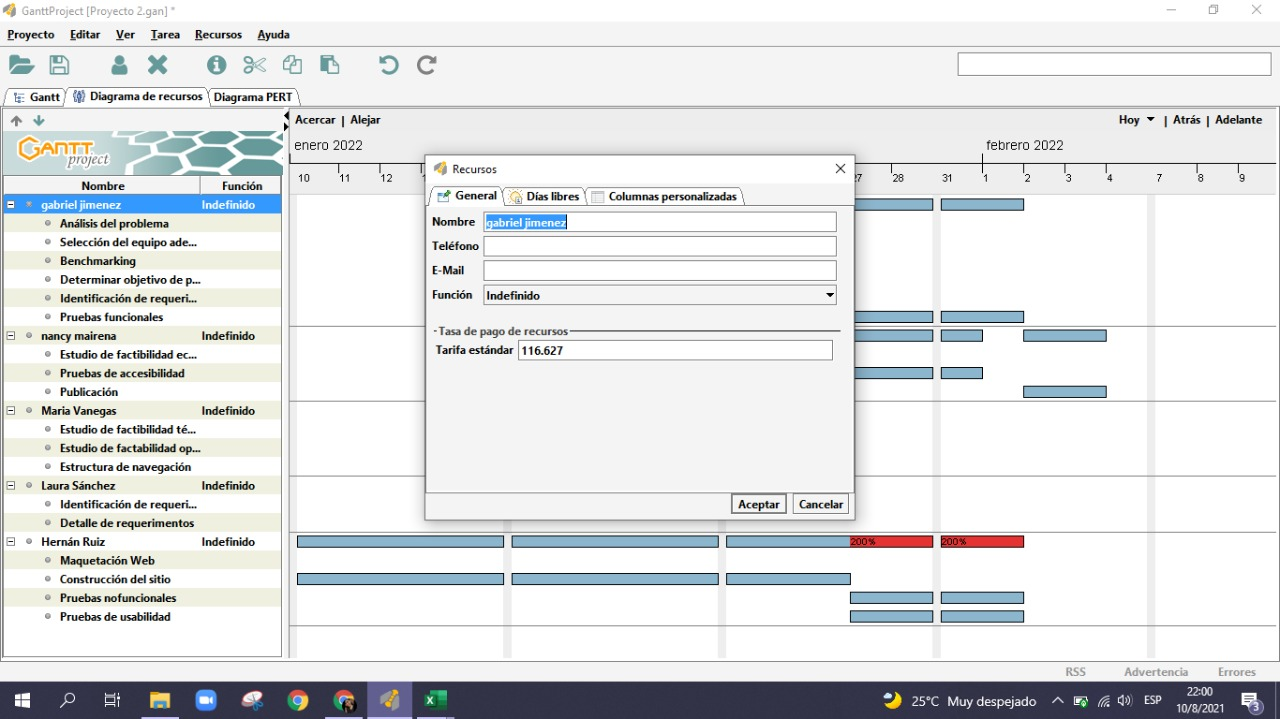 GanttProject [Proyecto 2.gan] *
Proyecto Editar Ver Tarea Recursos Ayuda
Gantt Diagrama de recursos Diagrama PERT
Acercar | Alejar Hoy | Atrás | Adelante
GANTT project
enero 2022 febrero 2022
10 11 12 27 28 31 1 2 3 4 7 8 9
Nombre Función
gabriel jimenez Indefinido
Análisis del problema
Selección del equipo ade...
Benchmarking
Determinar objetivo de p...
Identificación de requeri...
Pruebas funcionales
nancy mairena Indefinido
Estudio de factibilidad ec...
Pruebas de accesibilidad
Publicación
Maria Vanegas Indefinido
Estudio de factibilidad té...
Estudio de factabilidad op...
Estructura de navegación
Laura Sánchez Indefinido
Identificación de requeri...
Detalle de requerimentos
Hernán Ruiz Indefinido
200% 200%
Maquetación Web
Construcción del sitio
Pruebas nofuncionales
Pruebas de usabilidad
Recursos
General Días libres Columnas personalizadas
Nombre gabriel jimenez
Teléfono
E-Mail
Función Indefinido
Tasa de pago de recursos
Tarifa estándar 116.627
Aceptar Cancelar
RSS Advertencia Errores
25°C Muy despejado ESP 22:00
10/8/2021 3